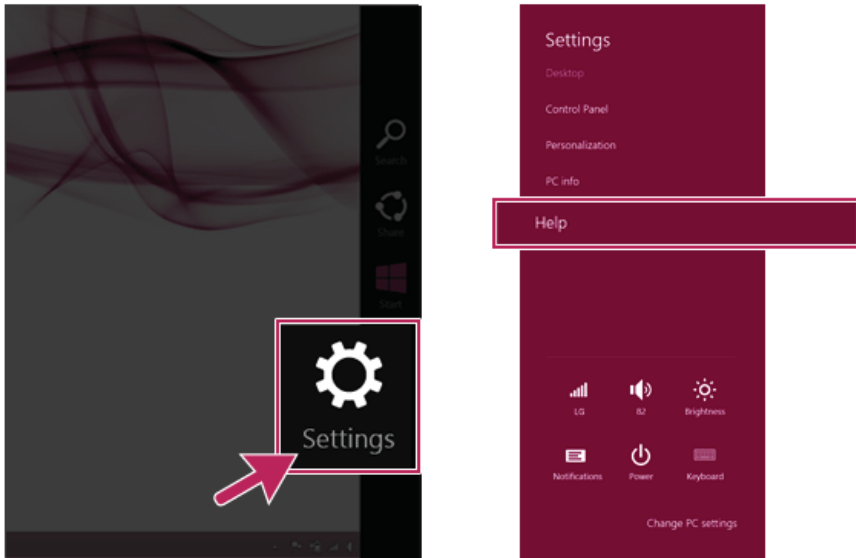 Search
Share
Start
Settings
Settings
Desktop
Control Panel
Personalization
PC info
Help
LG
82
Brightness
Notifications
Power
Keyboard
Change PC settings